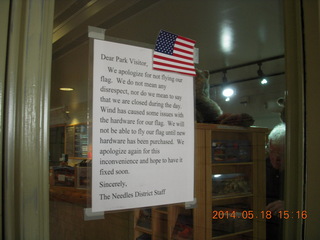 Dear Park Visitor,
We apologize for not flying our
flag. We do not mean any
disrespect, nor do we mean to say
that we are closed during the day.
Wind has caused some issues with
the hardware for our flag. We will
not be able to fly our flag until new
hardware has been purchased. We
apologize again for this
inconvenience and hope to have it
fixed soon.
Sincerely,
The Needles District Staff
2014.05.18 15:16